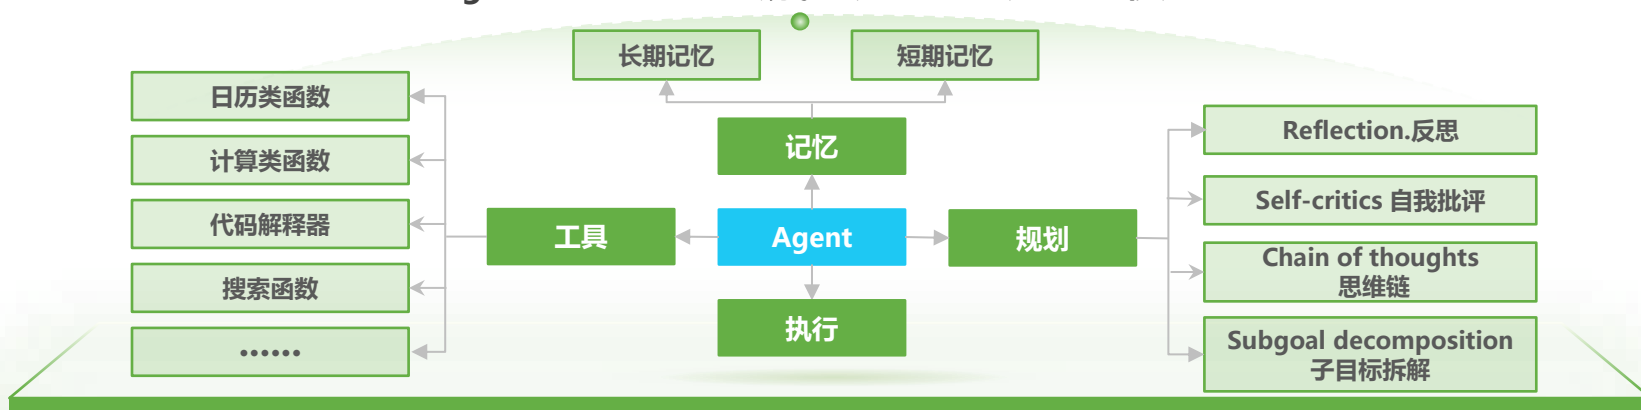 长期记忆
短期记忆
日历类函数
计算类函数
代码解释器
搜索函数
••••••
工具
记忆
Agent
执行
规划
Reflection.反思
Self-critics 自我批评
Chain of thoughts
思维链
Subgoal decomposition
子目标拆解